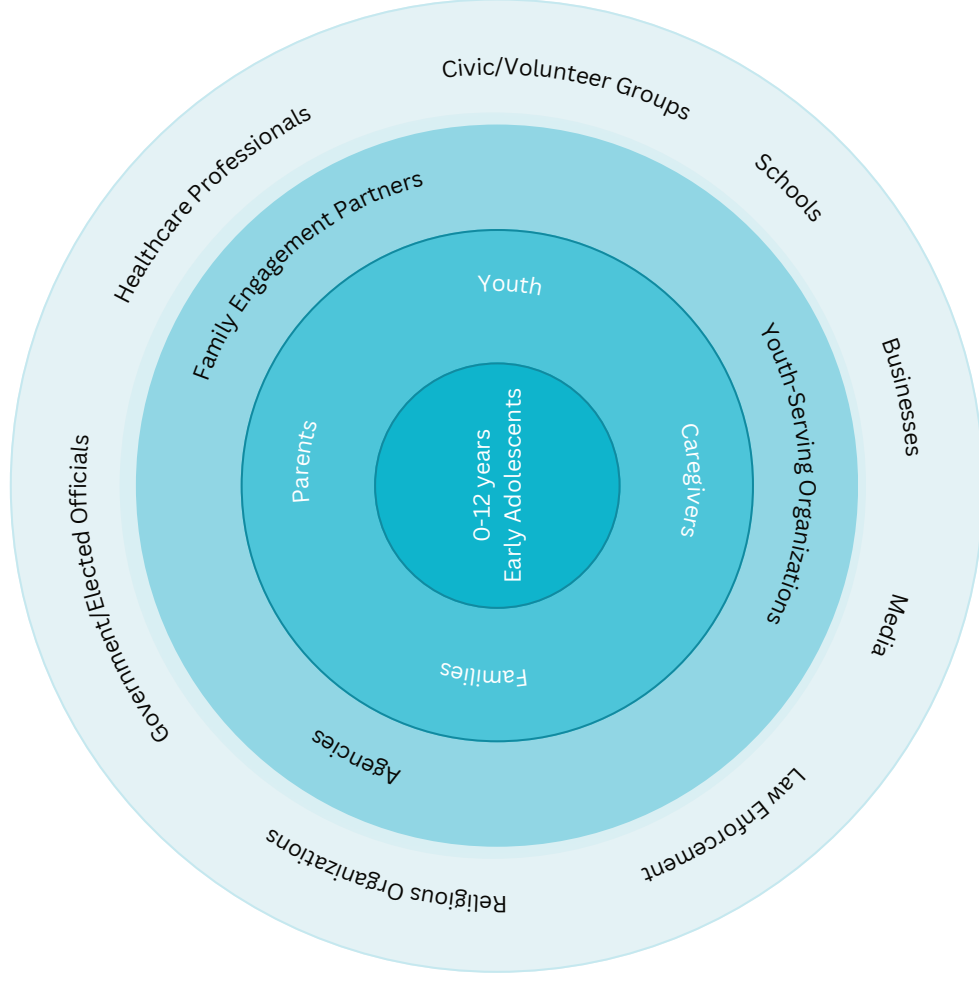 Civic/Volunteer Groups
Schools
Businesses
Media
Law Enforcement
Religious Organizations
Government/Elected Officials
Healthcare Professionals
Family Engagement Partners
Youth-Serving Organizations
Agencies
Youth
Caregivers
Families
Parents
0-12 years
Early Adolescents